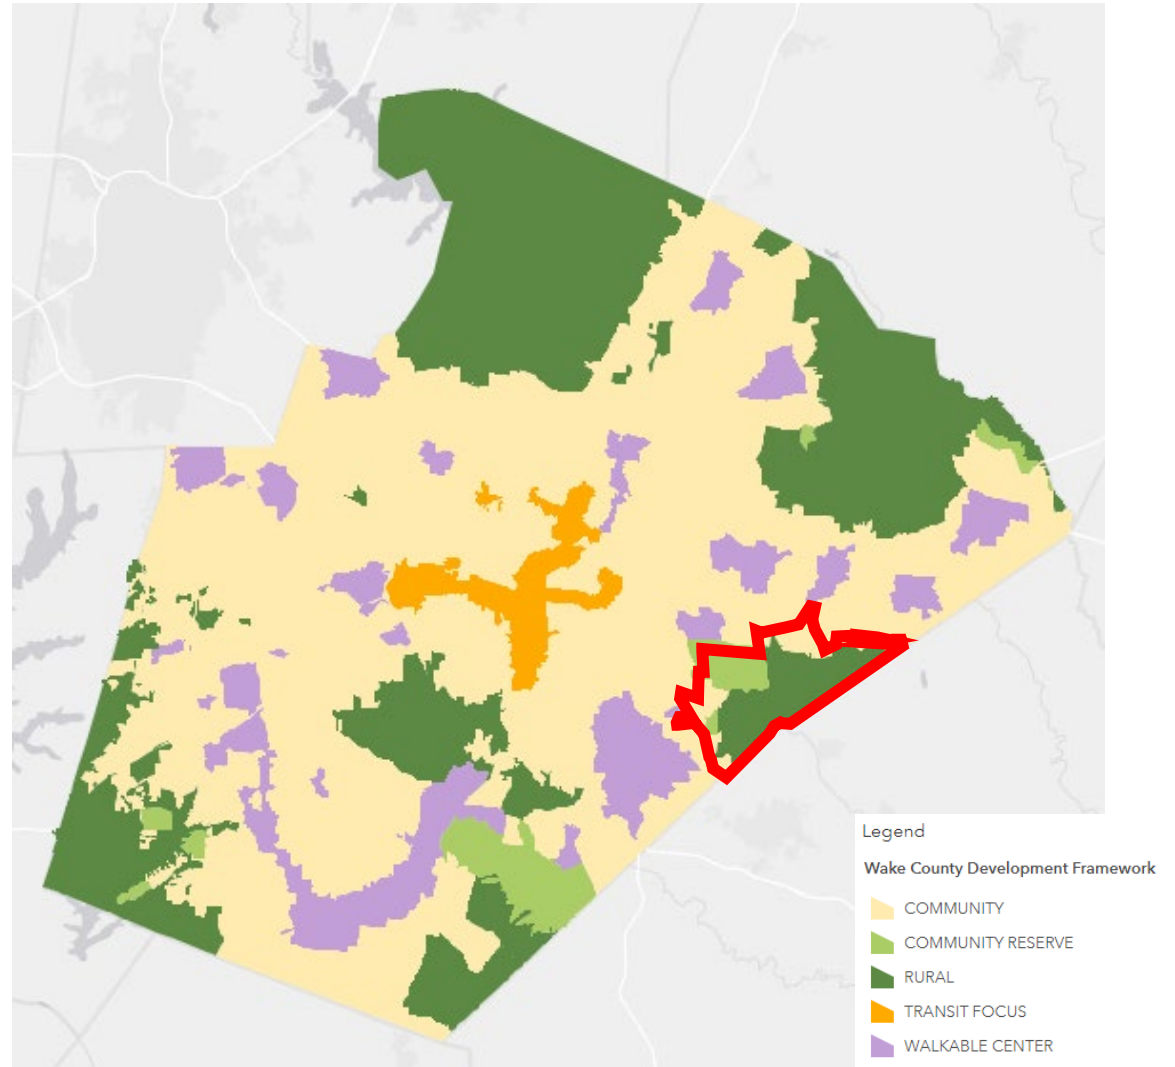 Legend
Wake County Development Framework
COMMUNITY
COMMUNITY RESERVE
RURAL
TRANSIT FOCUS
WALKABLE CENTER